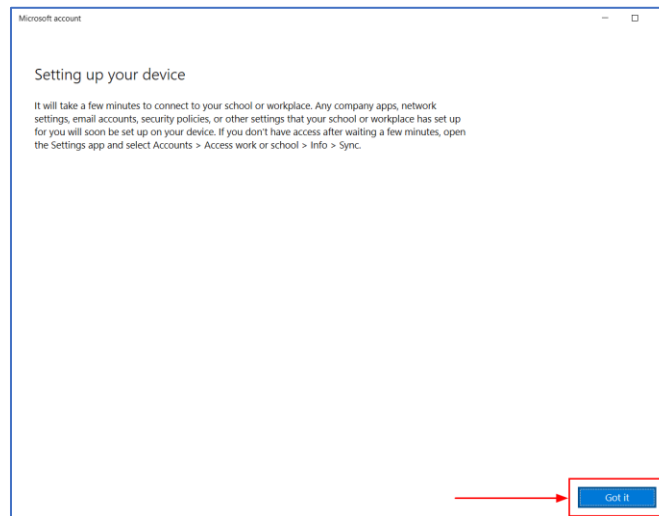 Microsoft account
Setting up your device
It will take a few minutes to connect to your school or workplace. Any company apps, network
settings, email accounts, security policies, or other settings that your school or workplace has set up
for you will soon be set up on your device. If you don't have access after waiting a few minutes, open
the Settings app and select Accounts > Access work or school > Info > Sync.
Got it